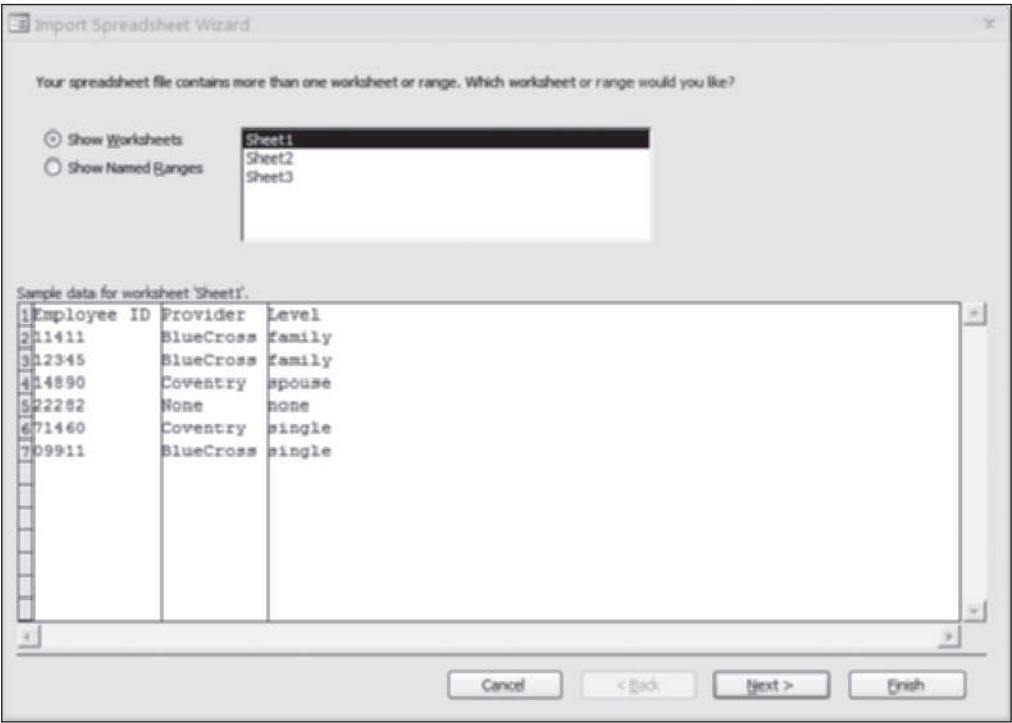 Import Spreadsheet Wizard
Your spreadsheet file contains more than one worksheet or range. Which worksheet or range would you like?
Show Worksheets
Show Named Ranges
Sheet1
Sheet2
Sheet3
Sample data for worksheet 'Sheet1'.
1 Employee ID Provider Level
2 11411 BlueCross family
3 12345 BlueCross family
4 14890 Coventry spouse
5 22282 None none
6 71460 Coventry single
7 09911 BlueCross single
Cancel < Back Next > Finish